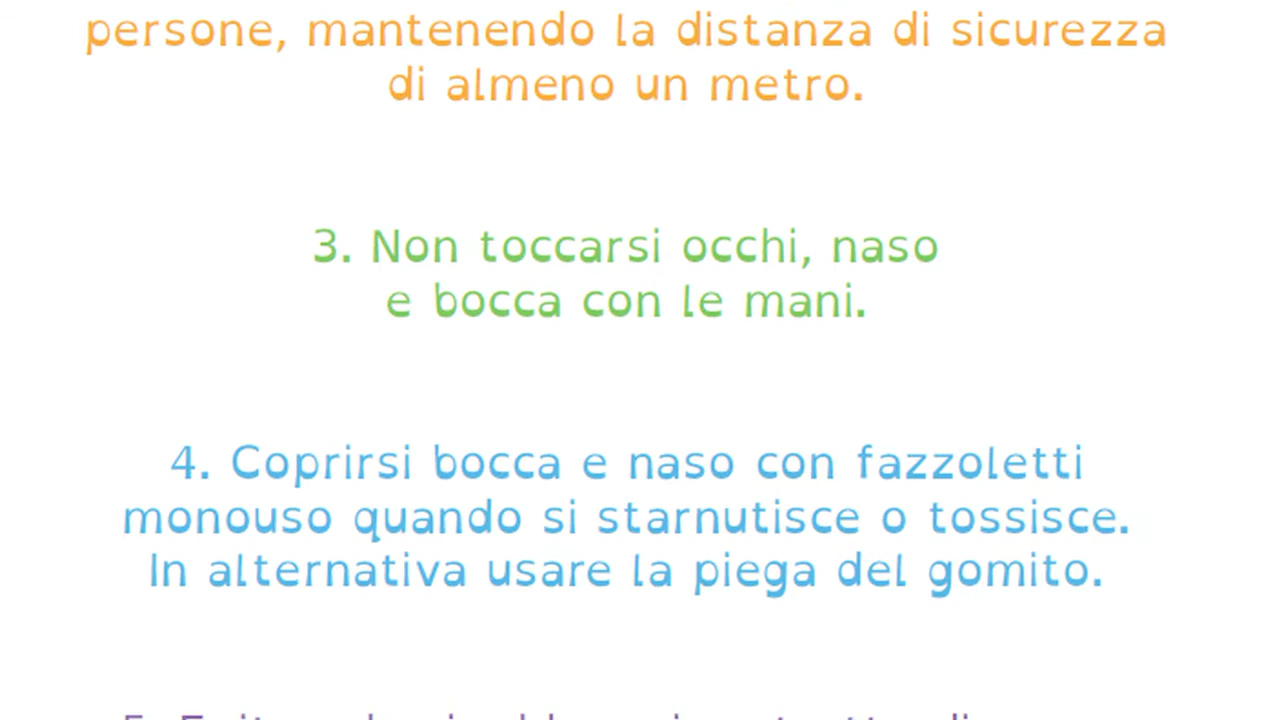 persone, mantenendo la distanza di sicurezza
di almeno un metro.
3. Non toccarsi occhi, naso
e bocca con le mani.
4. Coprirsi bocca e naso con fazzoletti
monouso quando si starnutisce o tossisce.
In alternativa usare la piega del gomito.